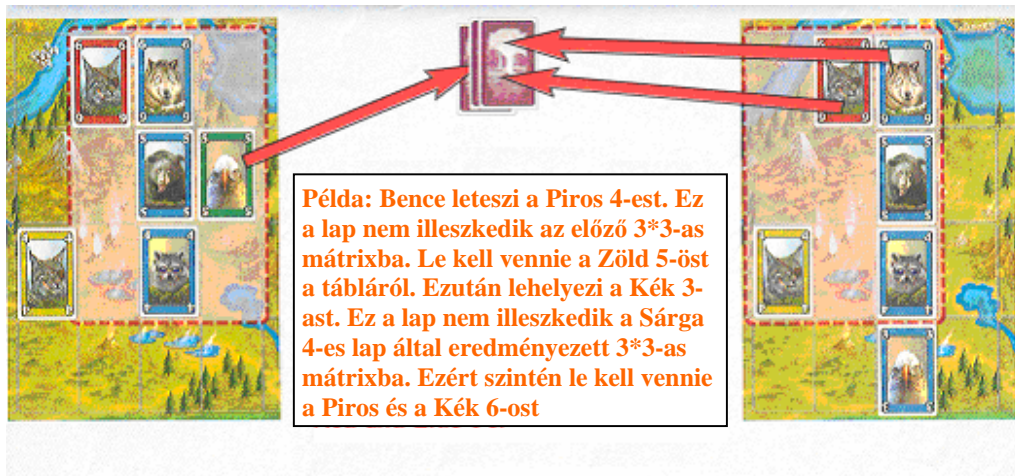 Példa: Bence leteszi a Piros 4-est. Ez
a lap nem illeszkedik az előző 3*3-as
mátrixba. Le kell vennie a Zöld 5-öst
a tábláról. Ezután lehelyezi a Kék 3-
ast. Ez a lap nem illeszkedik a Sárga
4-es lap által eredményezett 3*3-as
mátrixba. Ezért szintén le kell vennie
a Piros és a Kék 6-ost